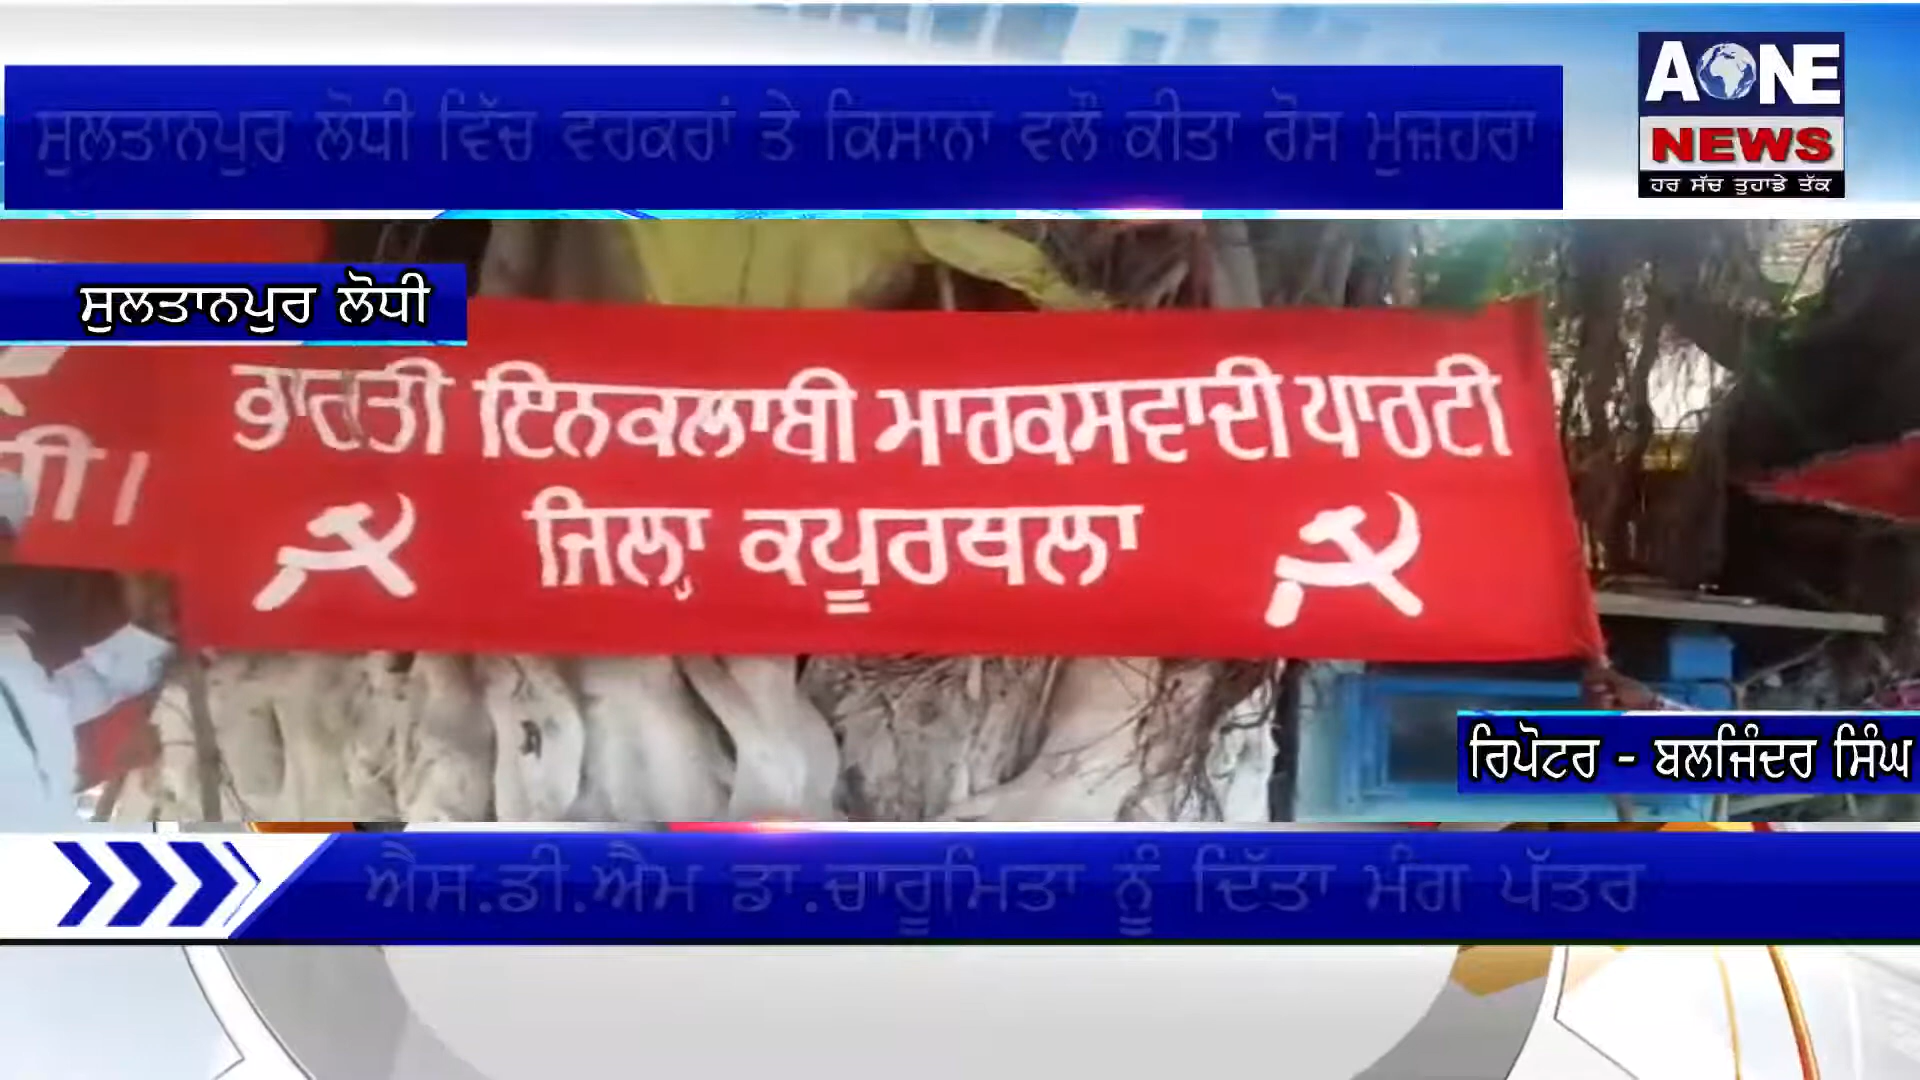 ਸੁਲਤਾਨਪੁਰ ਲੋਧੀ ਵਿੱਚ ਵਰਕਰਾਂ ਤੇ ਕਿਸਾਨਾਂ ਵਲੋਂ ਕੀਤਾ ਰੋਸ ਮੁਜ਼ਹਰਾ
AONE
NEWS
ਹਰ ਸੱਚ ਤੁਹਾਡੇ ਤੱਕ
ਸੁਲਤਾਨਪੁਰ ਲੋਧੀ
ਭਾਰਤੀ ਇਨਕਲਾਬੀ ਮਾਰਕਸਵਾਦੀ ਪਾਰਟੀ
ਜਿਲ੍ਹਾ ਕਪੂਰਥਲਾ
ਰਿਪੋਟਰ - ਬਲਜਿੰਦਰ ਸਿੰਘ
ਐਸ.ਡੀ.ਐਮ ਡਾ.ਚਾਰੂਮਿਤਾ ਨੂੰ ਦਿੱਤਾ ਮੰਗ ਪੱਤਰ